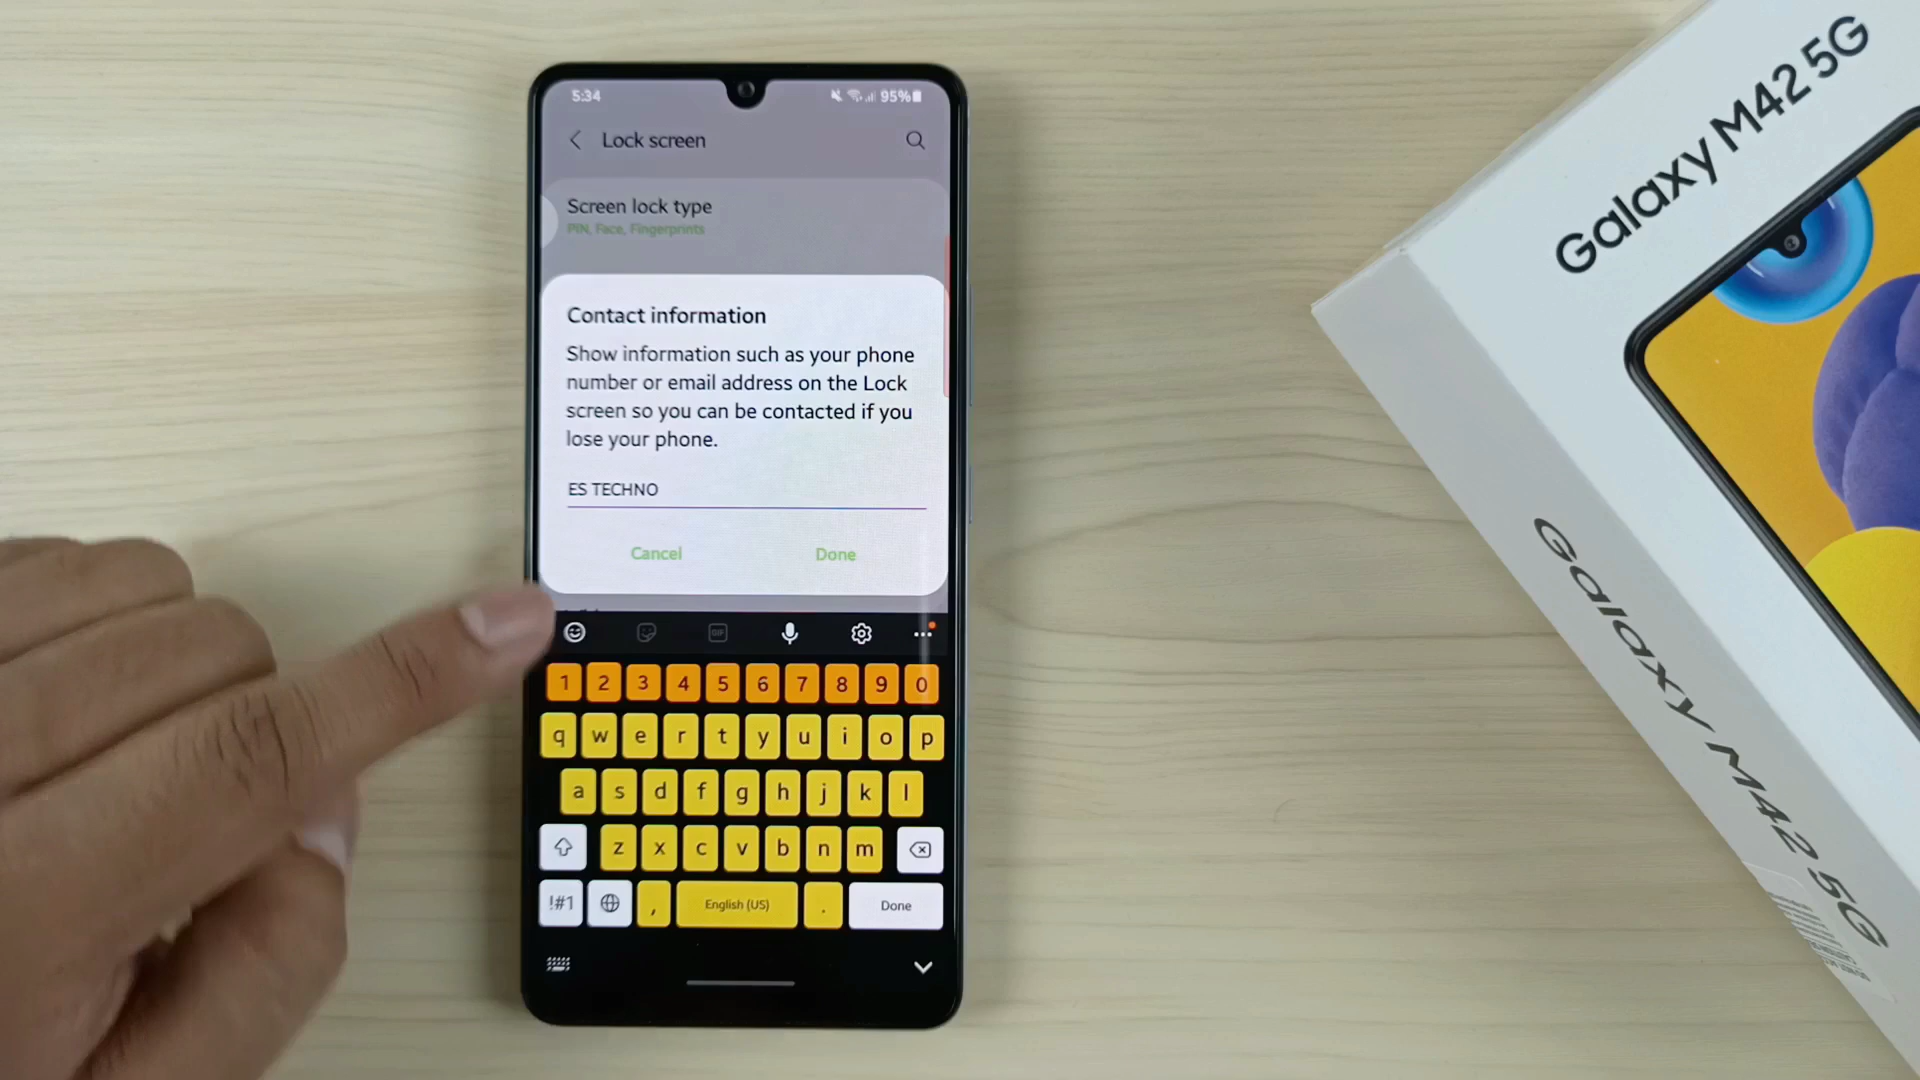 5:34
95%
Lock screen
Screen lock type
PIN, Face, Fingerprints
Contact information
Show information such as your phone
number or email address on the Lock
screen so you can be contacted if you
lose your phone.
ES TECHNO
Cancel Done
GIF
1 2 3 4 5 6 7 8 9 0
q w e r t y u i o p
a s d f g h j k l
z x c v b n m
!#1 , English (US) . Done
Galaxy M42 5G
Galaxy M42 5G